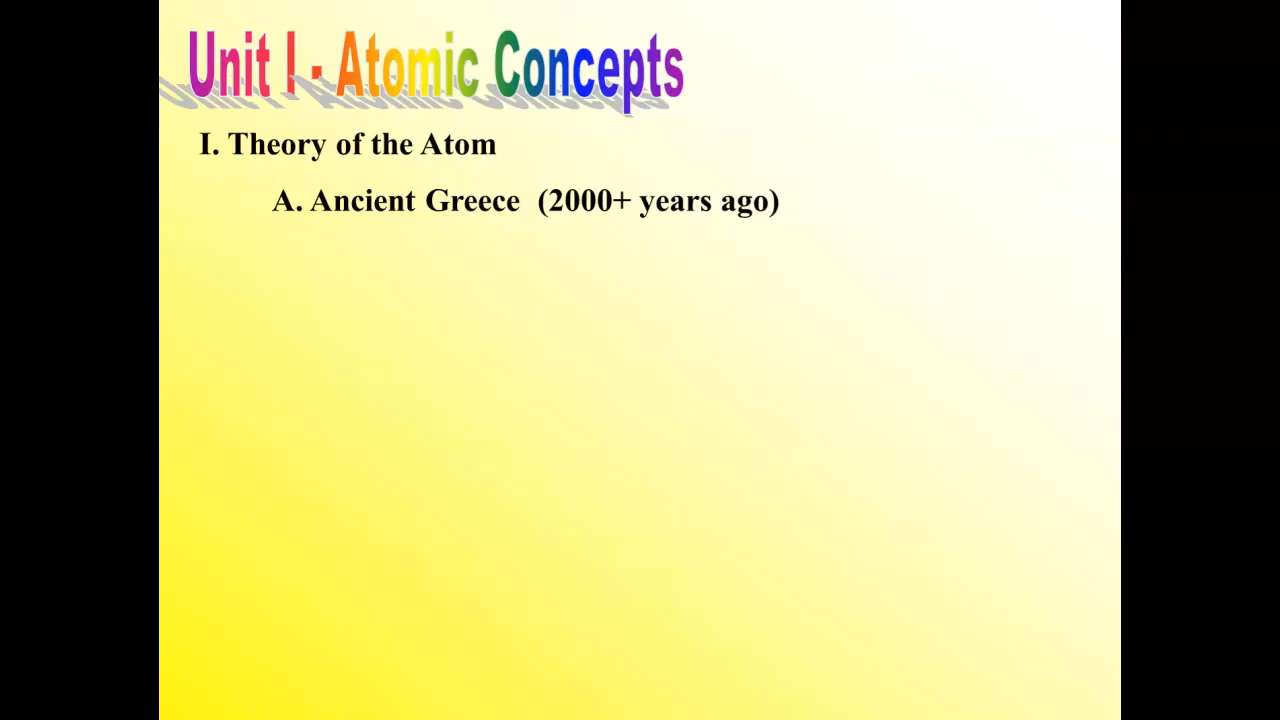 Unit I - Atomic Concepts
I. Theory of the Atom
A. Ancient Greece  (2000+ years ago)